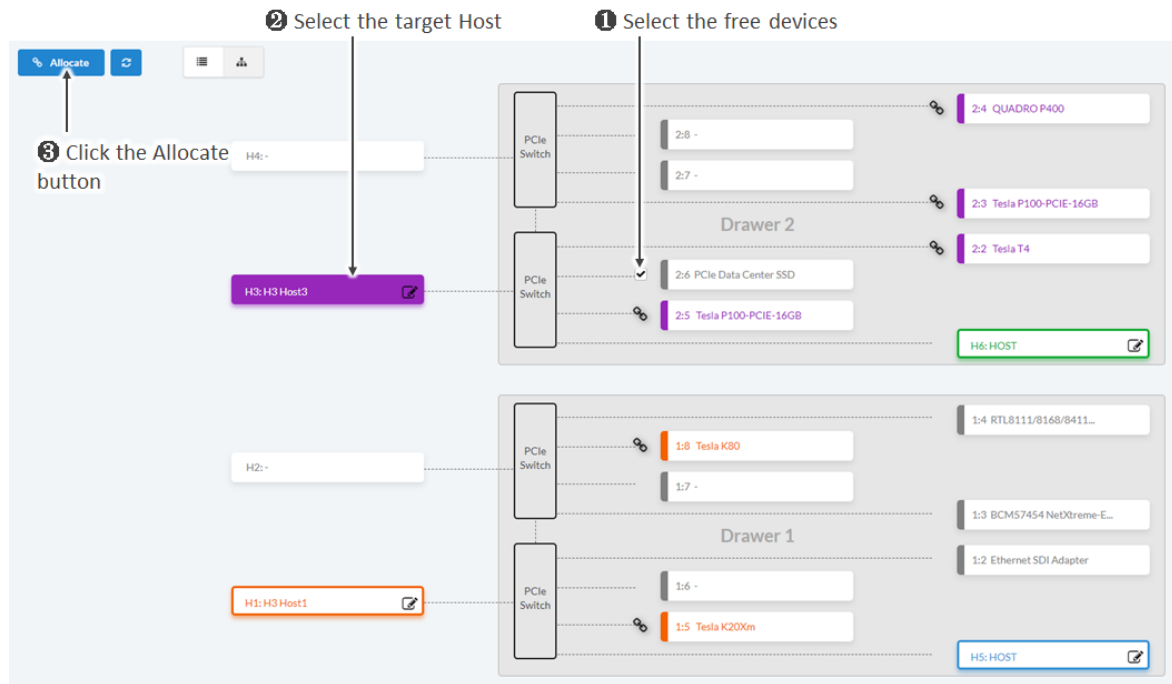 ❷ Select the target Host
❶ Select the free devices
Allocate
❸ Click the Allocate
button
H4: -
PCIe
Switch
2:4 QUADRO P400
2:8 -
2:7 -
2:3 Tesla P100-PCIE-16GB
Drawer 2
2:2 Tesla T4
H3: H3 Host3
PCIe
Switch
2:6 PCIe Data Center SSD
2:5 Tesla P100-PCIE-16GB
H6: HOST
H2: -
PCIe
Switch
1:4 RTL8111/8168/8411...
1:8 Tesla K80
1:7 -
1:3 BCM57454 NetXtreme-E...
Drawer 1
1:2 Ethernet SDI Adapter
H1: H3 Host1
PCIe
Switch
1:6 -
1:5 Tesla K20Xm
H5: HOST